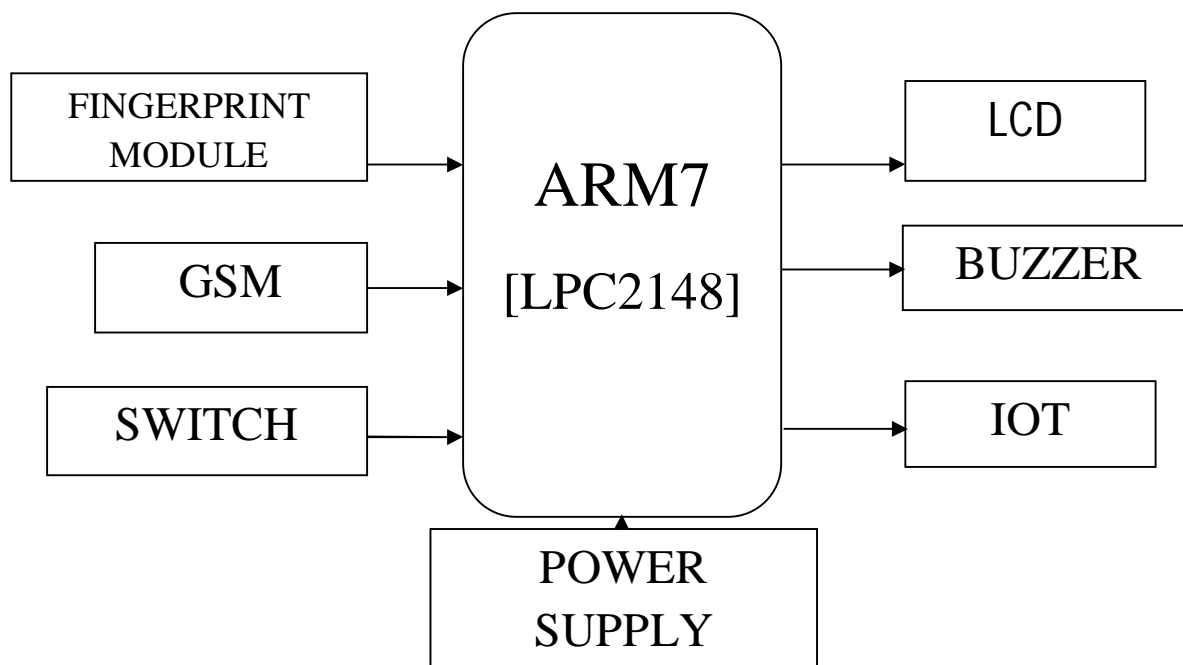 FINGERPRINT
MODULE
GSM
SWITCH
ARM7
[LPC2148]
LCD
BUZZER
IOT
POWER
SUPPLY